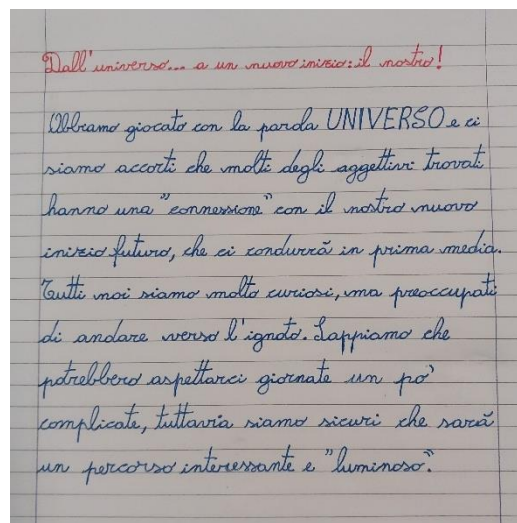 Dall'universo... a un nuovo inizio: il nostro!
Abbiamo giocato con la parola UNIVERSO e ci
siamo accorti che molti degli aggettivi trovati
hanno una "connessione" con il nostro nuovo
inizio futuro, che ci condurrà in prima media.
Tutti noi siamo molto curiosi, ma preoccupati
di andare verso l'ignoto. Sappiamo che
potrebbero aspettarci giornate un po'
complicate, tuttavia siamo sicuri che sarà
un percorso interessante e "luminoso".